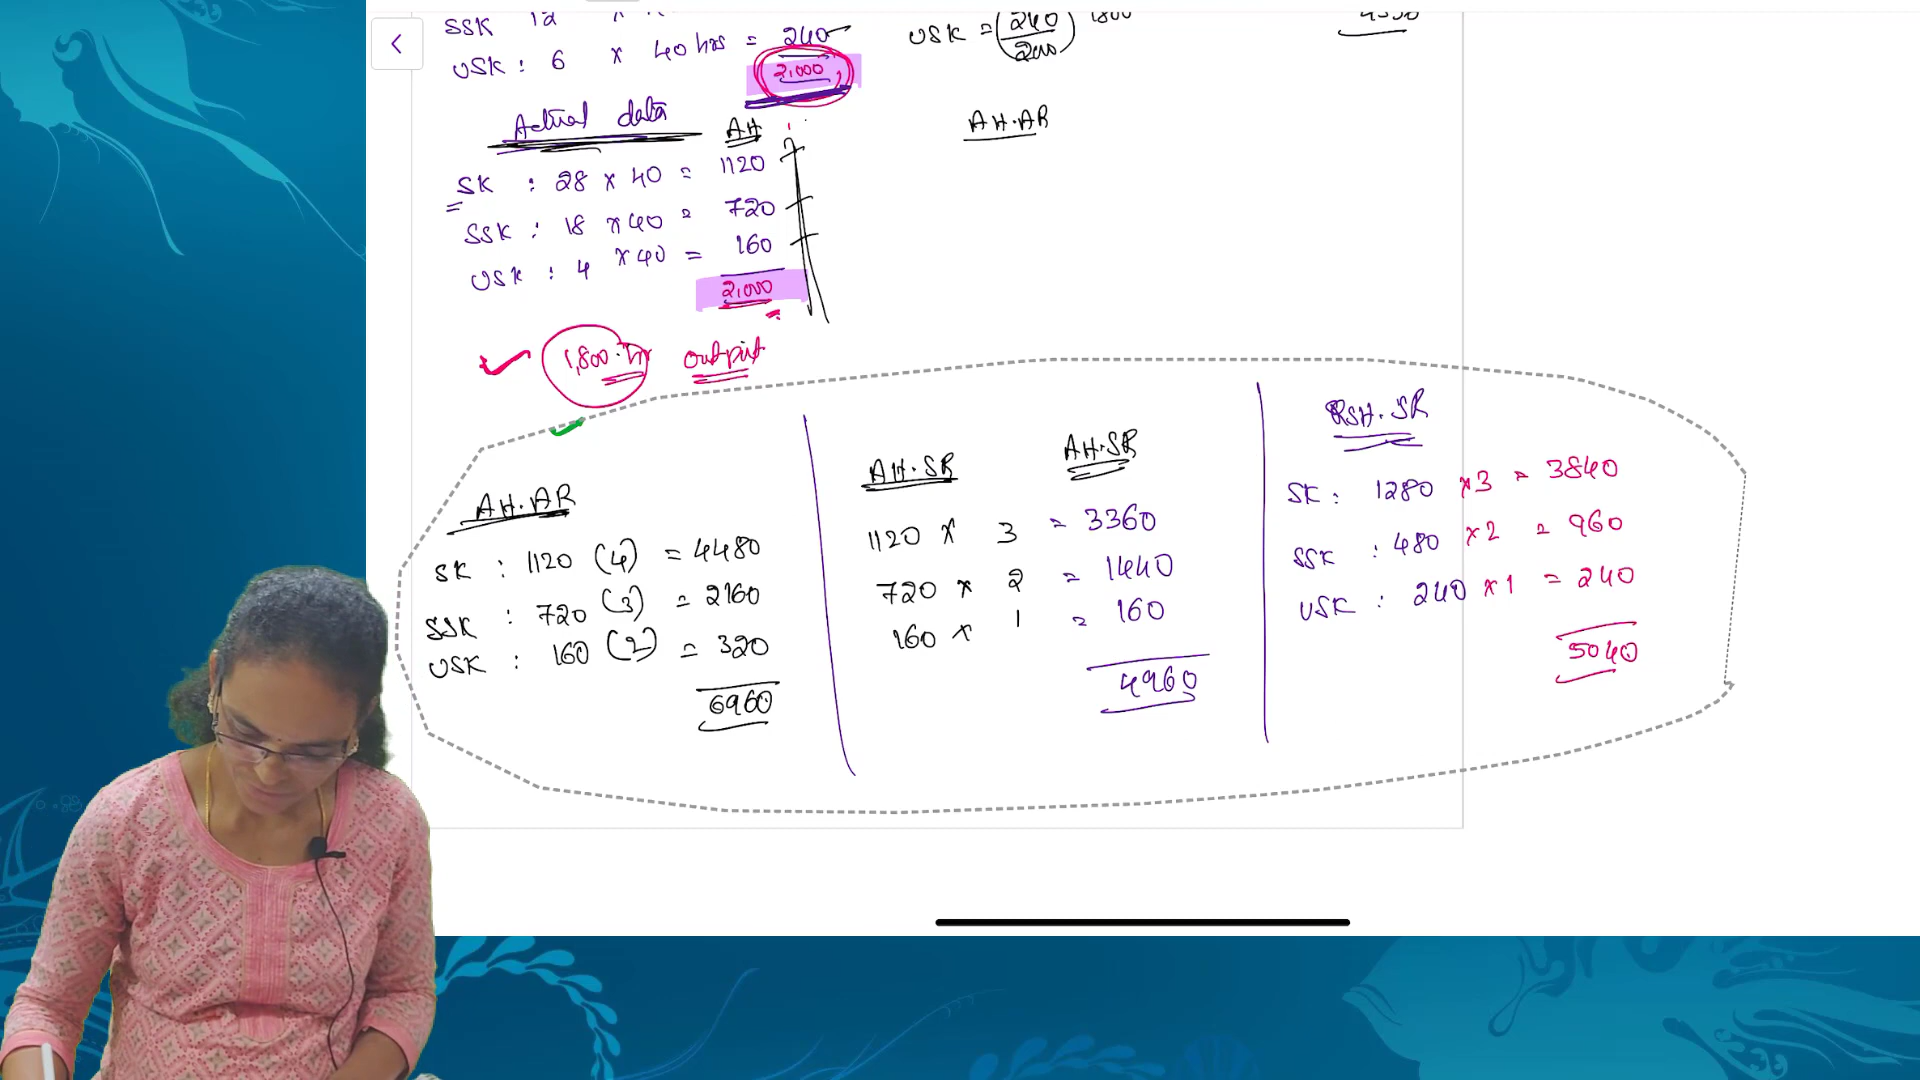 SSK 12 x
USK : 6 x 40 hrs = 240
2,000
USK = (240/200) 1800
Actual data AH
SK : 28 x 40 = 1120
SSK : 18 x 40 = 720
USK : 4 x 40 = 160
2,000
AH.AR
1,800 hr output
AH.AR
SK : 1120 (4) = 4480
SSK : 720 (3) = 2160
USK : 160 (2) = 320
6960
AH.SR AH.SR
1120 x 3 = 3360
720 x 2 = 1440
160 x 1 = 160
4960
RSH.SR
SK : 1280 x 3 = 3840
SSK : 480 x 2 = 960
USK : 240 x 1 = 240
5040